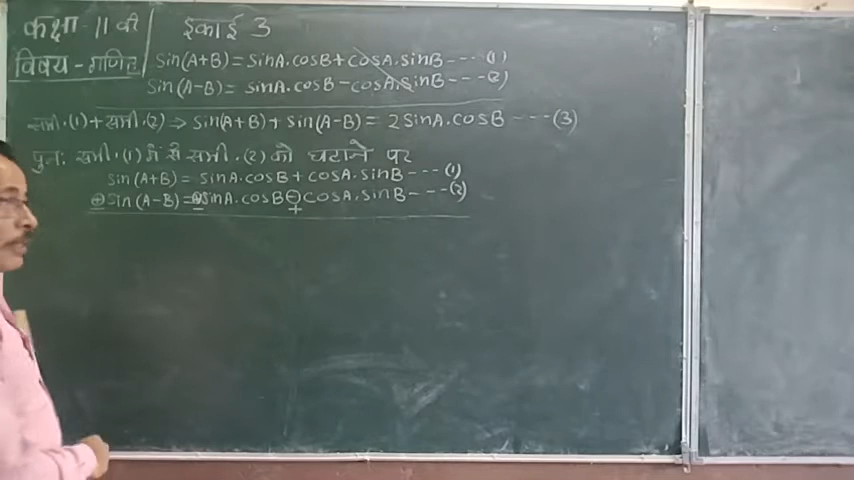 कक्षा - 11 वी
इकाई 3
विषय - गणित
sin(A+B) = sinA.cosB + cosA.sinB --- (1)
sin(A-B) = sinA.cosB - cosA.sinB --- (2)
समी.(1) + समी.(2) ⇒ sin(A+B) + sin(A-B) = 2sinA.cosB --- (3)
पुनः समी.(1) में से समी.(2) को घटाने पर
sin(A+B) = sinA.cosB + cosA.sinB --- (1)
⊕sin(A-B) = ⊕sinA.cosB ⊖ cosA.sinB --- (2)
- - +